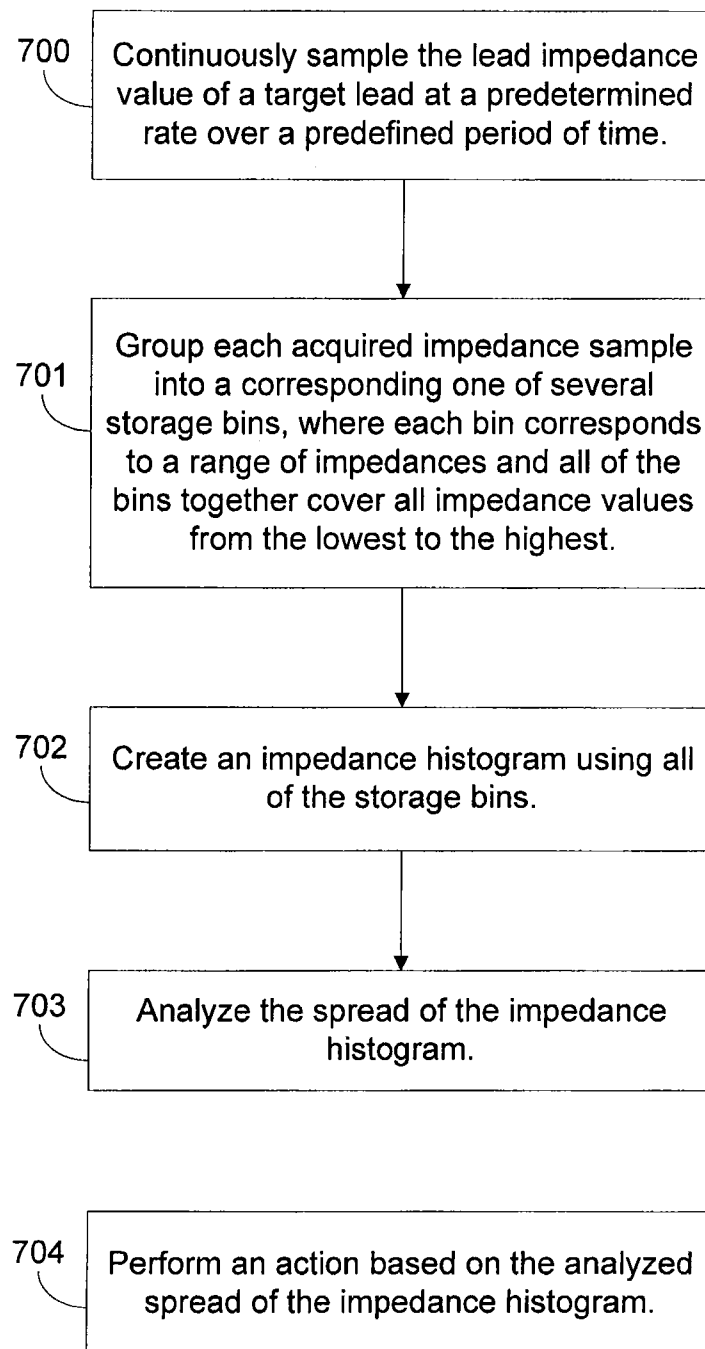 700
Continuously sample the lead impedance
value of a target lead at a predetermined
rate over a predefined period of time.
701
Group each acquired impedance sample
into a corresponding one of several
storage bins, where each bin corresponds
to a range of impedances and all of the
bins together cover all impedance values
from the lowest to the highest.
702
Create an impedance histogram using all
of the storage bins.
703
Analyze the spread of the impedance
histogram.
704
Perform an action based on the analyzed
spread of the impedance histogram.